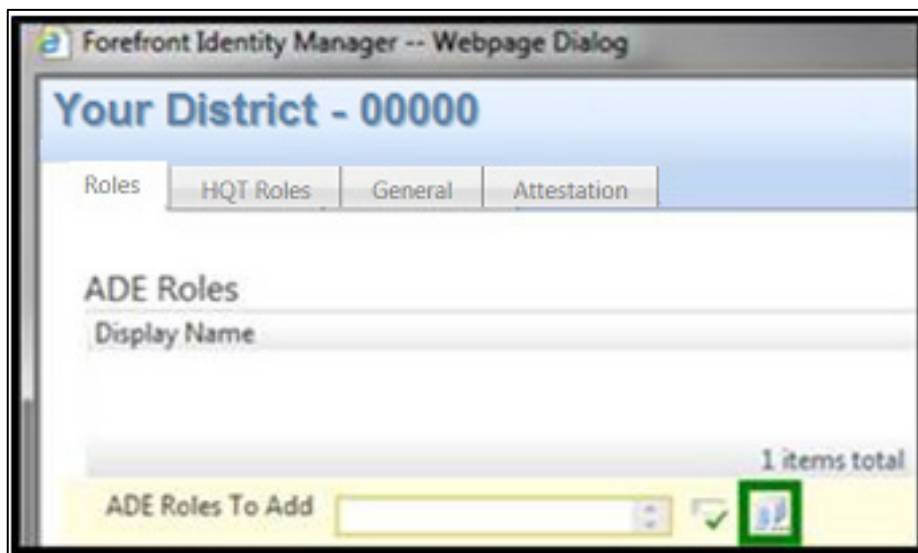 Forefront Identity Manager -- Webpage Dialog
Your District - 00000
Roles HQT Roles General Attestation
ADE Roles
Display Name
1 items total
ADE Roles To Add